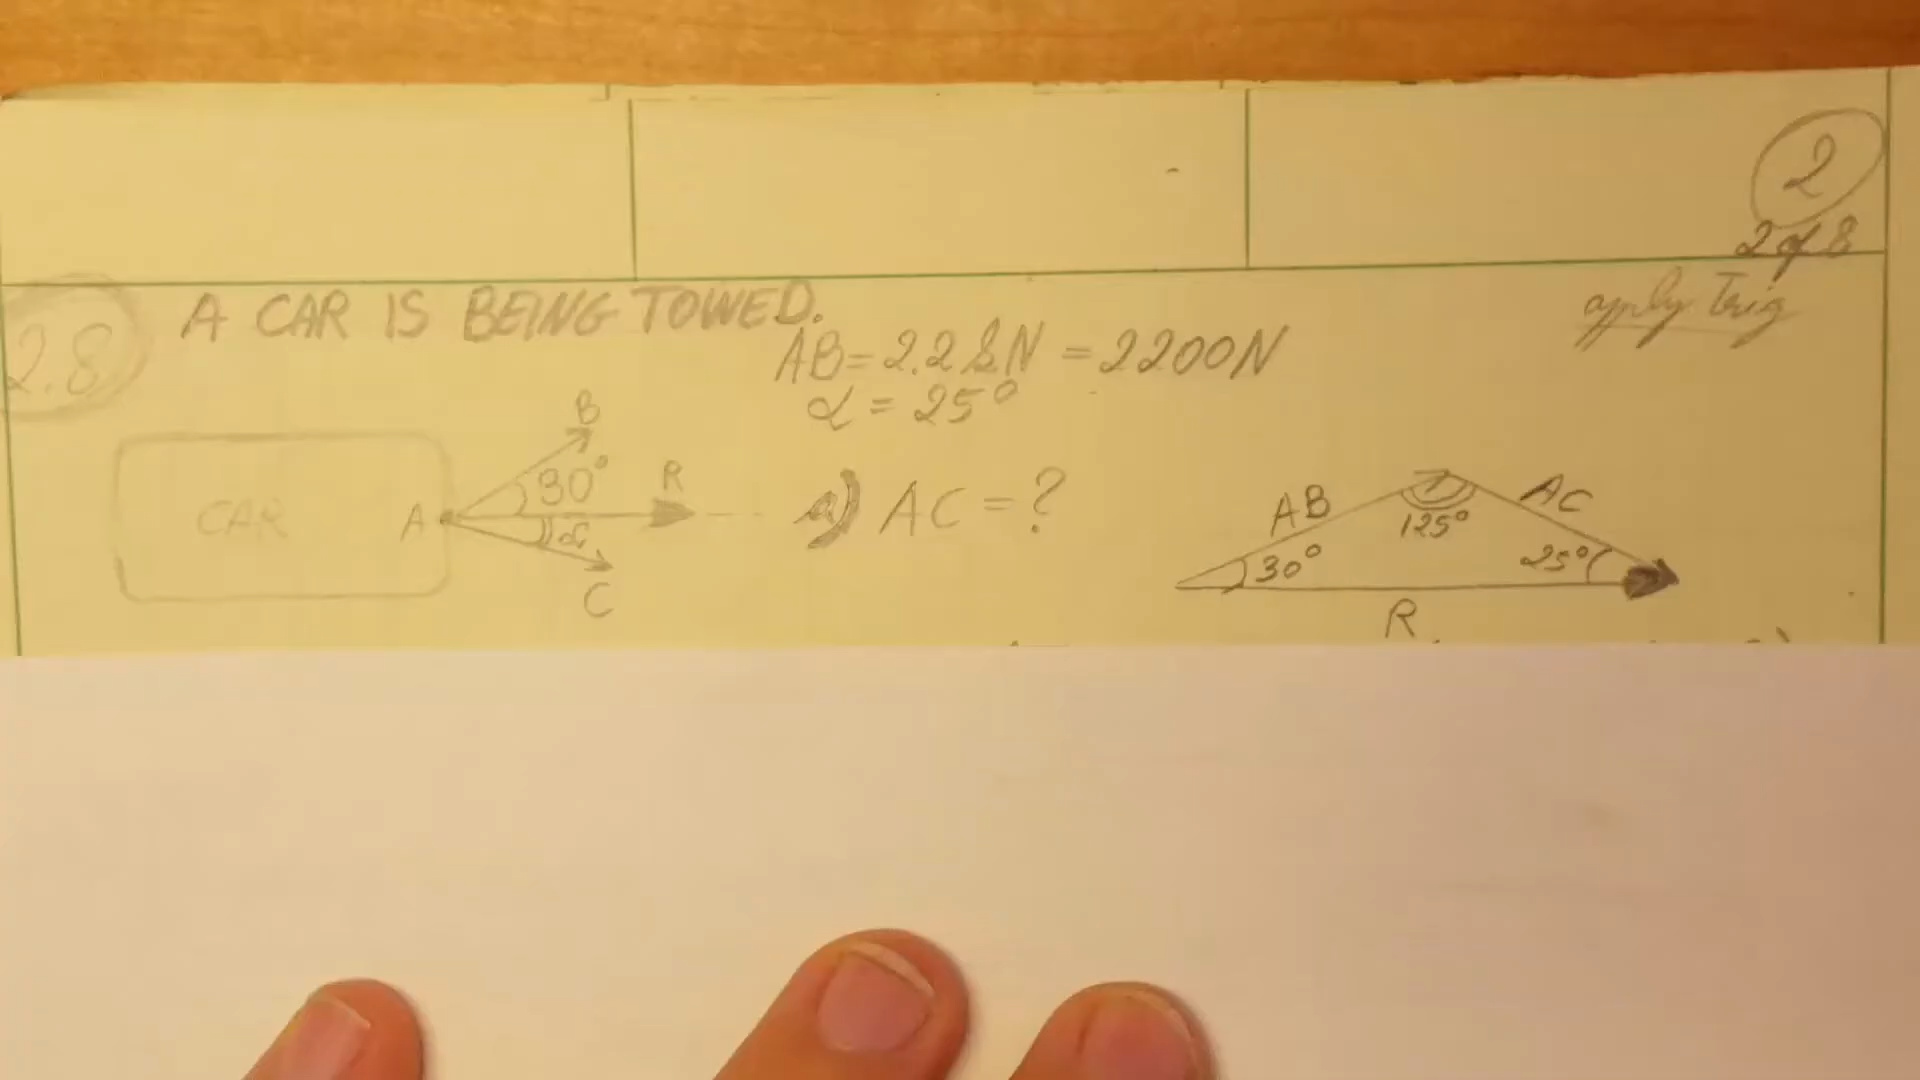 2
2 of 8
apply Trig
2.8
A CAR IS BEING TOWED.
AB = 2.2 kN = 2200N
α = 25°
B
30°
R
CAR
A
α
C
a) AC = ?
AB
AC
125°
30°
25°
R